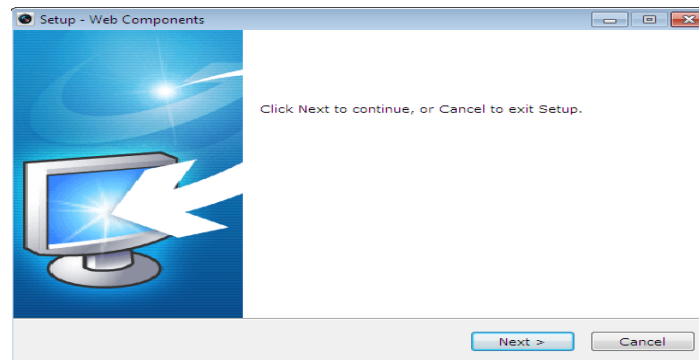 Setup - Web Components
Click Next to continue, or Cancel to exit Setup.
Next >
Cancel